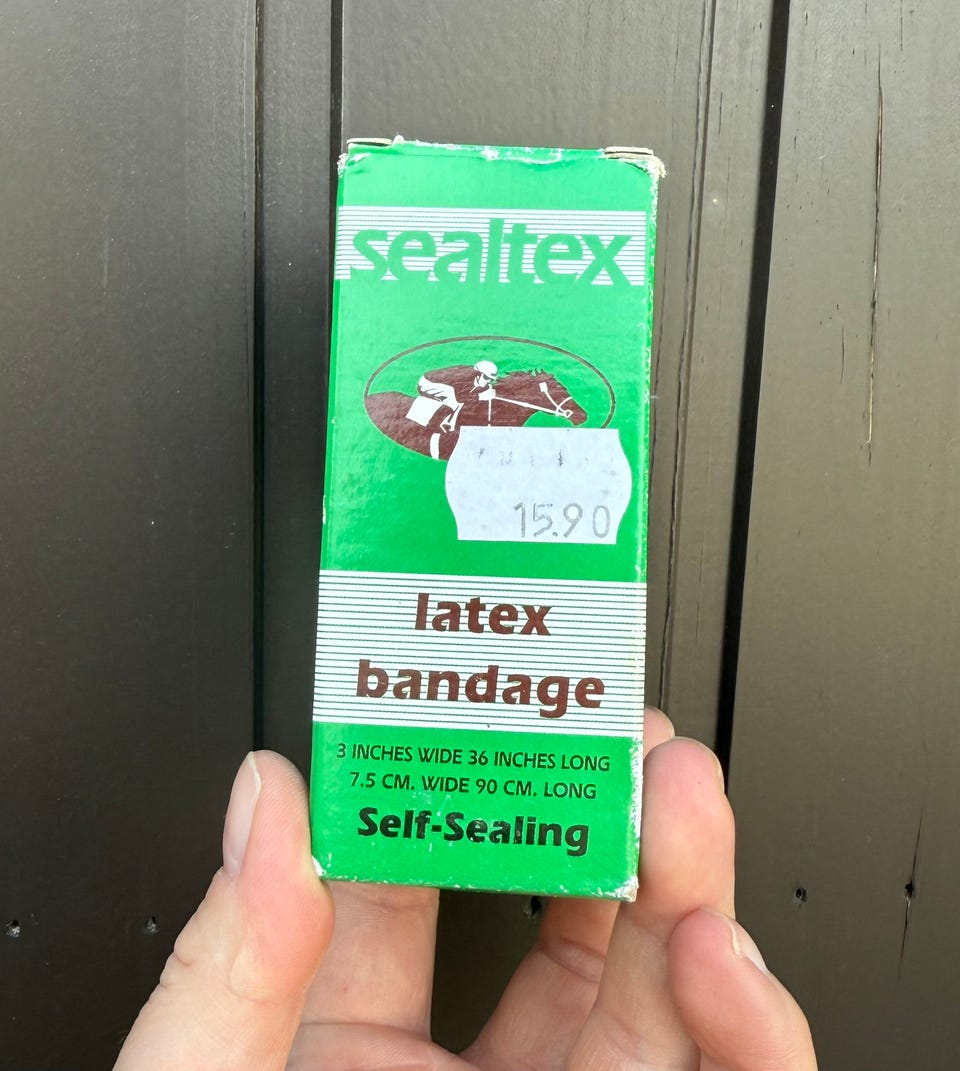 sealtex
15.90
latex
bandage
3 INCHES WIDE 36 INCHES LONG
7.5 CM. WIDE 90 CM. LONG
Self-Sealing